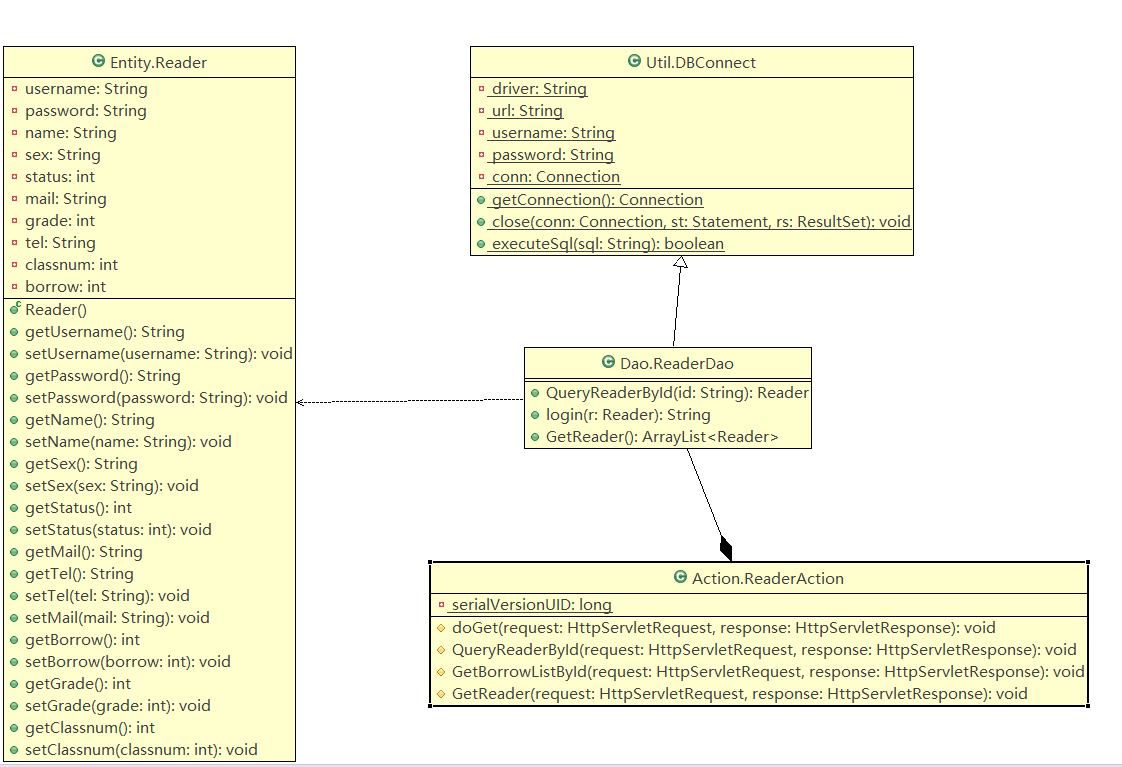 Entity.Reader
username: String
password: String
name: String
sex: String
status: int
mail: String
grade: int
tel: String
classnum: int
borrow: int
Reader()
getUsername(): String
setUsername(username: String): void
getPassword(): String
setPassword(password: String): void
getName(): String
setName(name: String): void
getSex(): String
setSex(sex: String): void
getStatus(): int
setStatus(status: int): void
getMail(): String
getTel(): String
setTel(tel: String): void
setMail(mail: String): void
getBorrow(): int
setBorrow(borrow: int): void
getGrade(): int
setGrade(grade: int): void
getClassnum(): int
setClassnum(classnum: int): void
Util.DBConnect
driver: String
url: String
username: String
password: String
conn: Connection
getConnection(): Connection
close(conn: Connection, st: Statement, rs: ResultSet): void
executeSql(sql: String): boolean
Dao.ReaderDao
QueryReaderById(id: String): Reader
login(r: Reader): String
GetReader(): ArrayList<Reader>
Action.ReaderAction
serialVersionUID: long
doGet(request: HttpServletRequest, response: HttpServletResponse): void
QueryReaderById(request: HttpServletRequest, response: HttpServletResponse): void
GetBorrowListById(request: HttpServletRequest, response: HttpServletResponse): void
GetReader(request: HttpServletRequest, response: HttpServletResponse): void